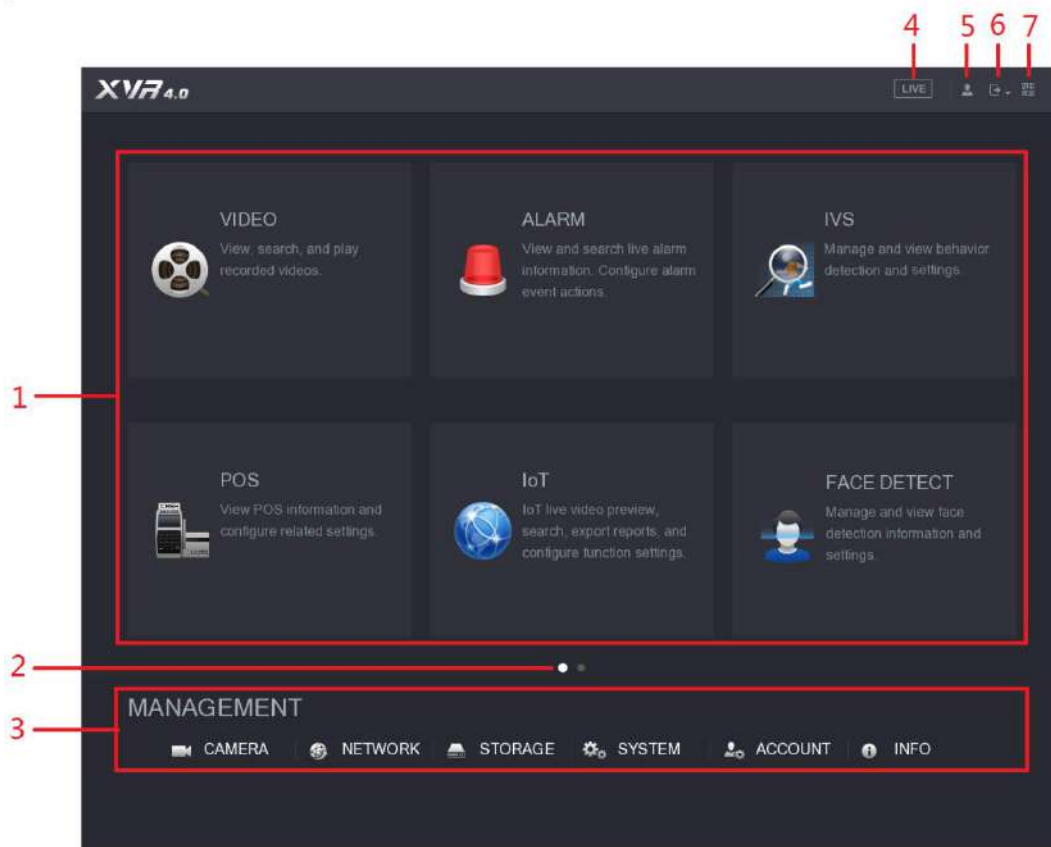 4 5 6 7
XVR 4.0
LIVE
VIDEO
View, search, and play
recorded videos.
ALARM
View and search live alarm
information. Configure alarm
event actions.
IVS
Manage and view behavior
detection and settings.
1
POS
View POS information and
configure related settings.
IoT
IoT live video preview,
search, export reports, and
configure function settings.
FACE DETECT
Manage and view face
detection information and
settings.
2
MANAGEMENT
3
CAMERA NETWORK STORAGE SYSTEM ACCOUNT INFO